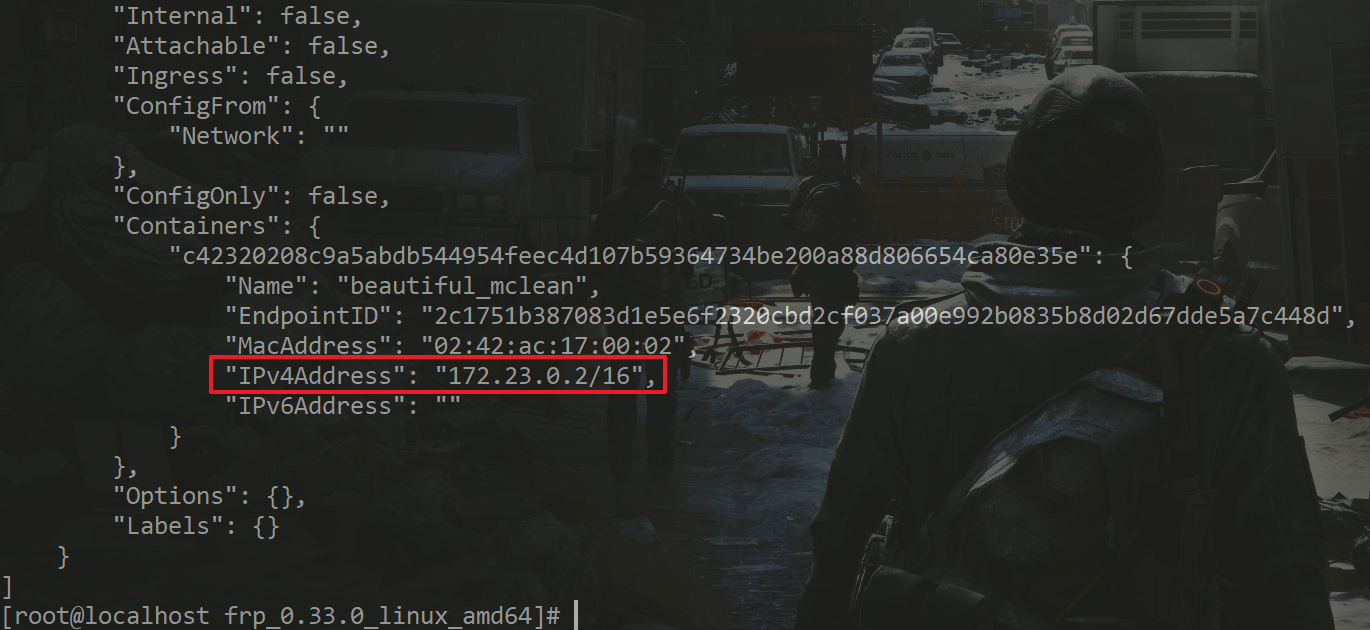 "Internal": false,
"Attachable": false,
"Ingress": false,
"ConfigFrom": {
"Network": ""
},
"ConfigOnly": false,
"Containers": {
"c42320208c9a5abdb544954feec4d107b59364734be200a88d806654ca80e35e": {
"Name": "beautiful_mclean",
"EndpointID": "2c1751b387083d1e5e6f2320cbd2cf037a00e992b0835b8d02d67dde5a7c448d",
"MacAddress": "02:42:ac:17:00:02",
"IPv4Address": "172.23.0.2/16",
"IPv6Address": ""
}
},
"Options": {},
"Labels": {}
}
]
[root@localhost frp_0.33.0_linux_amd64]#